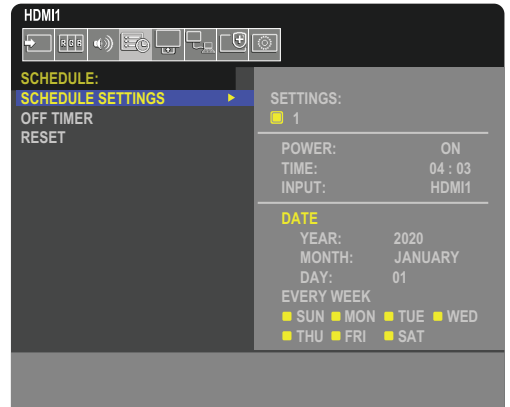 HDMI1
R G B
SCHEDULE:
SCHEDULE SETTINGS
OFF TIMER
RESET
SETTINGS:
1
POWER: ON
TIME: 04 : 03
INPUT: HDMI1
DATE
YEAR: 2020
MONTH: JANUARY
DAY: 01
EVERY WEEK
SUN MON TUE WED
THU FRI SAT